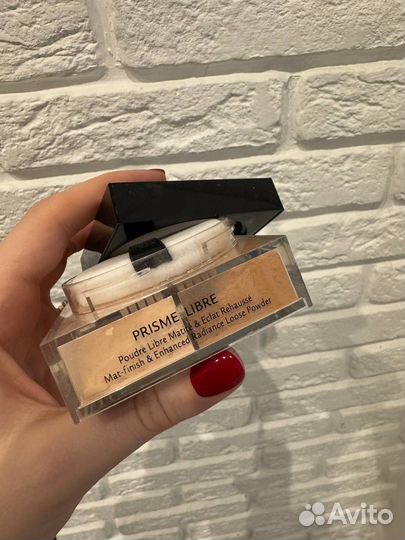 PRISME LIBRE
Poudre Libre Matité & Eclat Rehaussé
Mat-finish & Enhanced Radiance Loose Powder
Avito